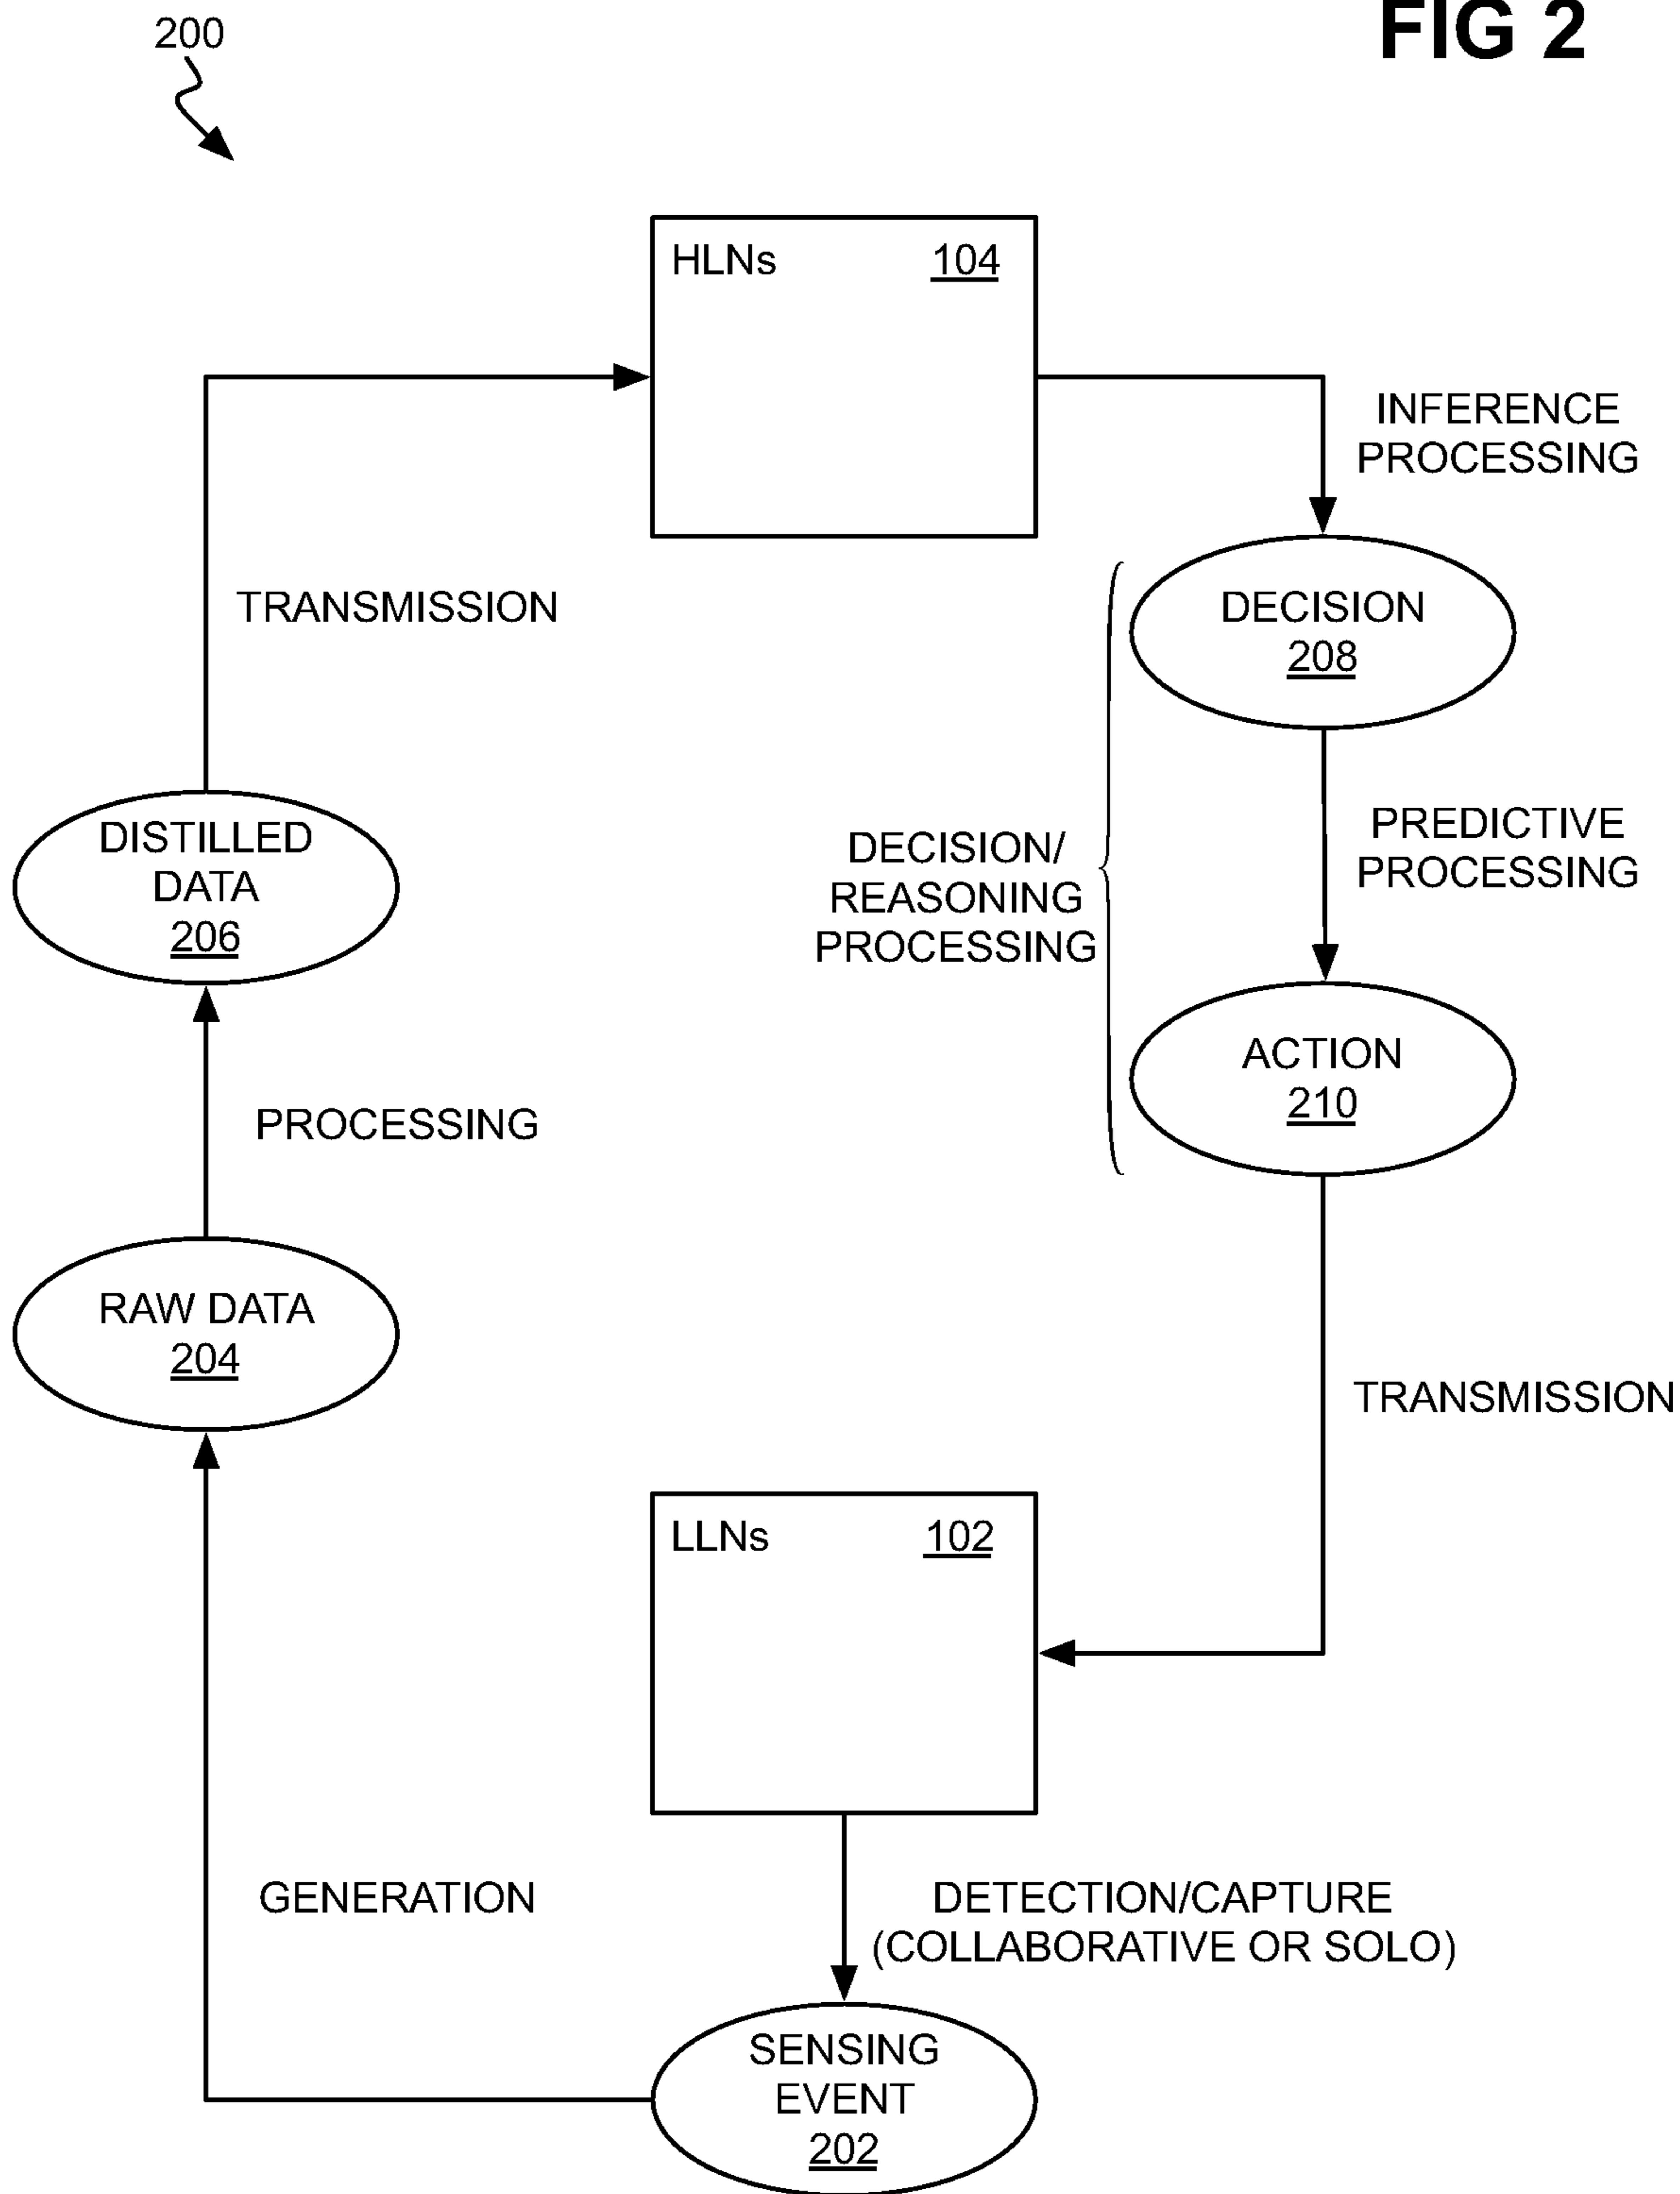 FIG 2
200
HLNs 104
INFERENCE
PROCESSING
DECISION
208
TRANSMISSION
DISTILLED
DATA
206
DECISION/
REASONING
PROCESSING
PREDICTIVE
PROCESSING
ACTION
210
PROCESSING
RAW DATA
204
TRANSMISSION
LLNs 102
GENERATION
DETECTION/CAPTURE
(COLLABORATIVE OR SOLO)
SENSING
EVENT
202